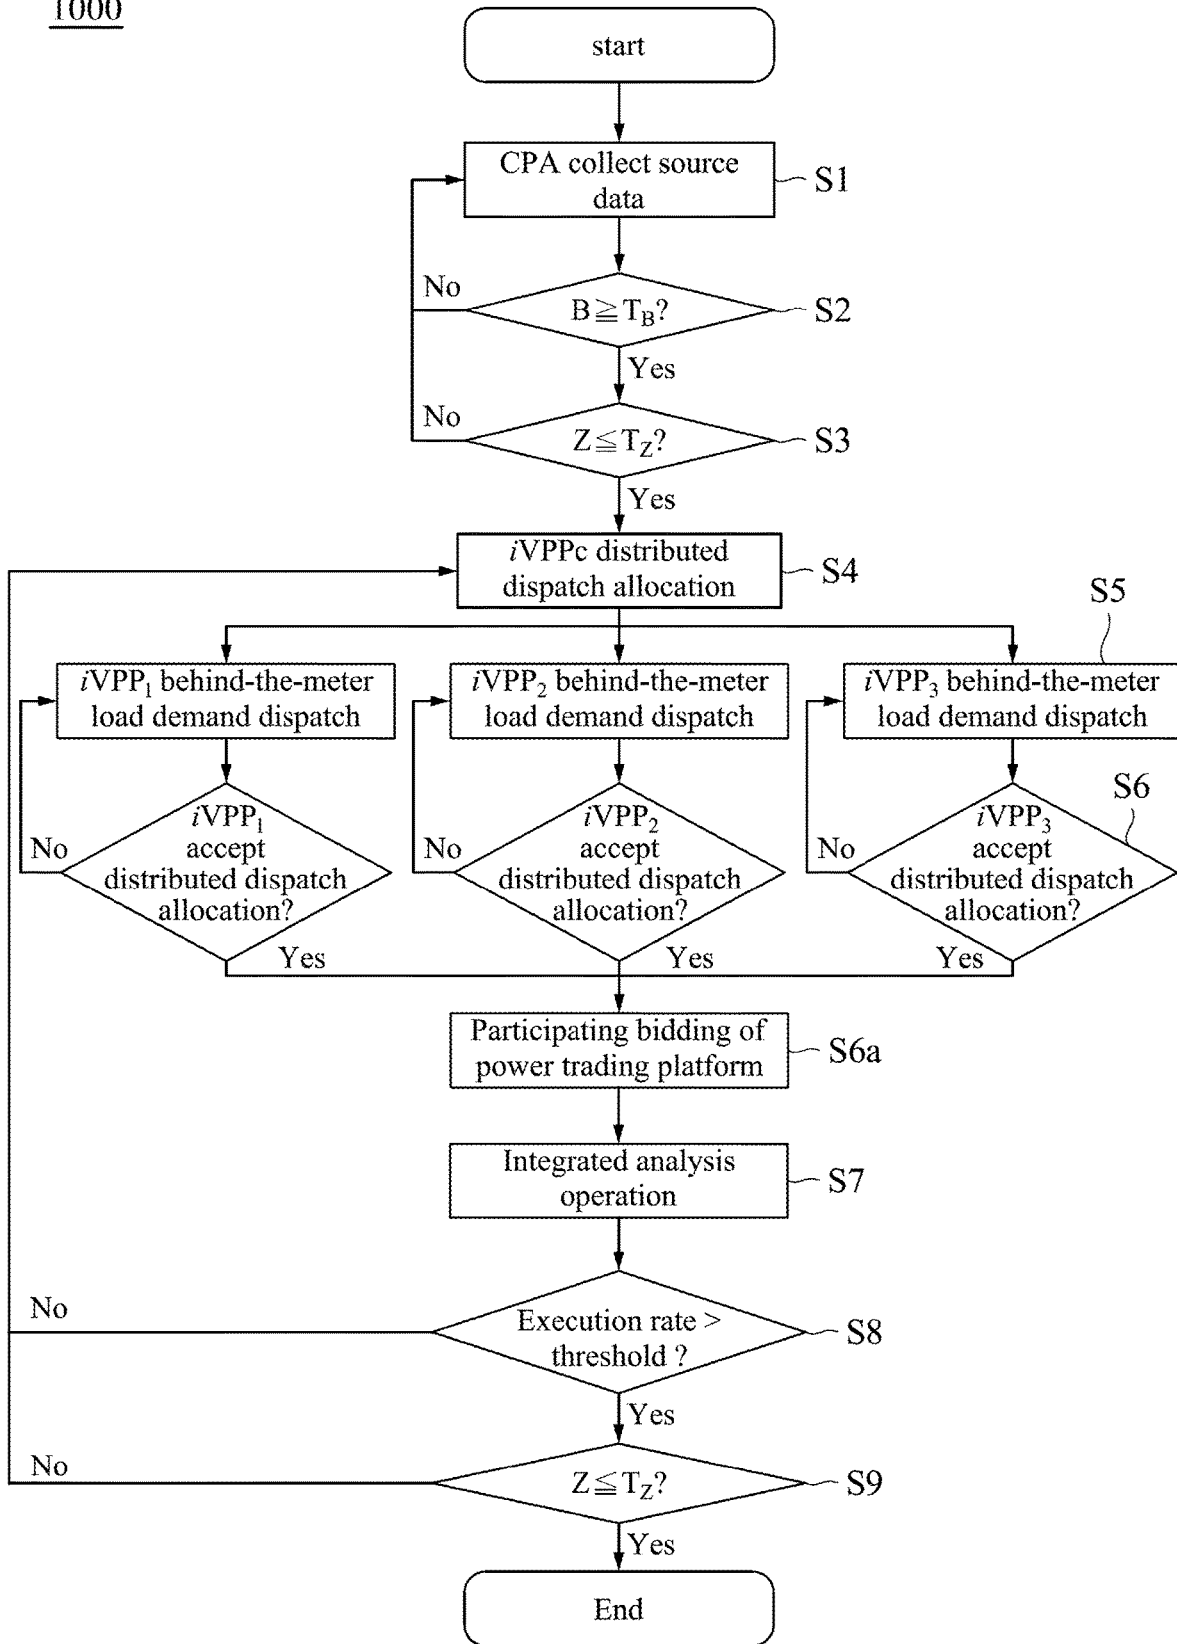 1000
start
CPA collect source
data
S1
No
B≧T_B?
S2
Yes
No
Z≦T_Z?
S3
Yes
iVPPc distributed
dispatch allocation
S4
S5
iVPP₁ behind-the-meter
load demand dispatch
iVPP₂ behind-the-meter
load demand dispatch
iVPP₃ behind-the-meter
load demand dispatch
S6
No
iVPP₁
accept
distributed dispatch
allocation?
No
iVPP₂
accept
distributed dispatch
allocation?
No
iVPP₃
accept
distributed dispatch
allocation?
Yes
Yes
Yes
Participating bidding of
power trading platform
S6a
Integrated analysis
operation
S7
No
Execution rate >
threshold ?
S8
Yes
No
Z≦T_Z?
S9
Yes
End